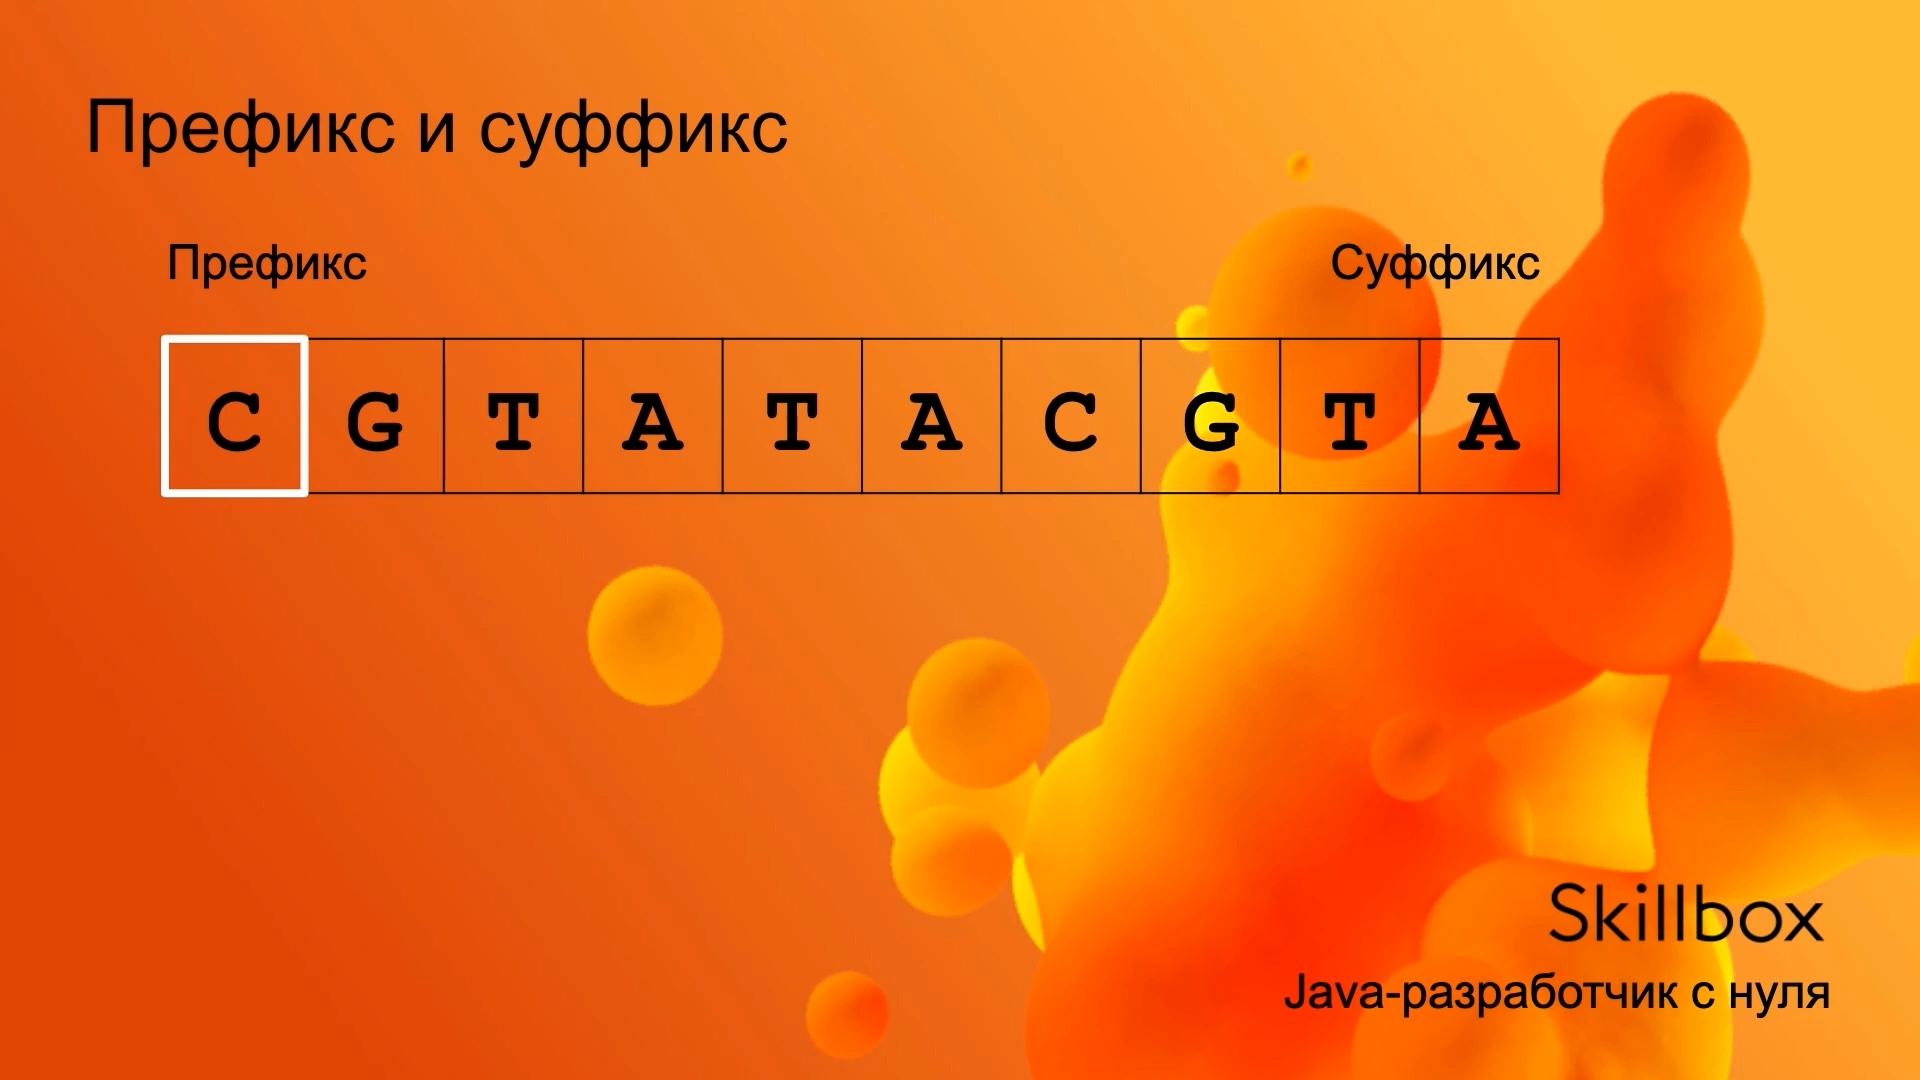 Префикс и суффикс
Префикс Суффикс
C G T A T A C G T A
Skillbox
Java-разработчик с нуля